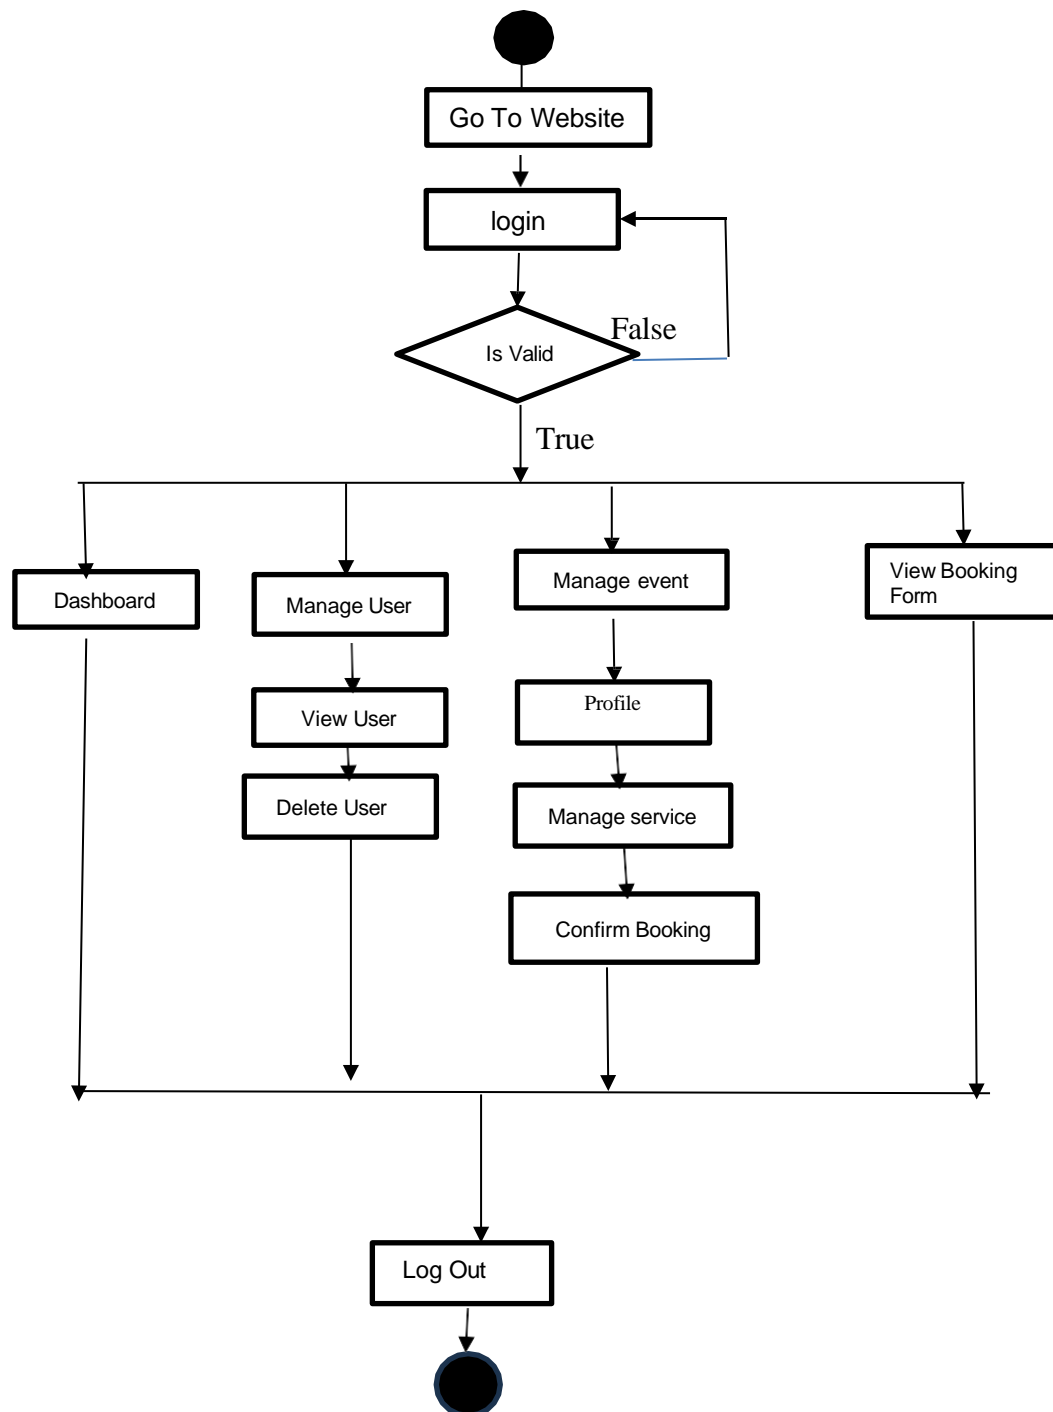 Go To Website
login
Is Valid
False
True
Dashboard
Manage User
View User
Delete User
Manage event
Profile
Manage service
Confirm Booking
View Booking
Form
Log Out